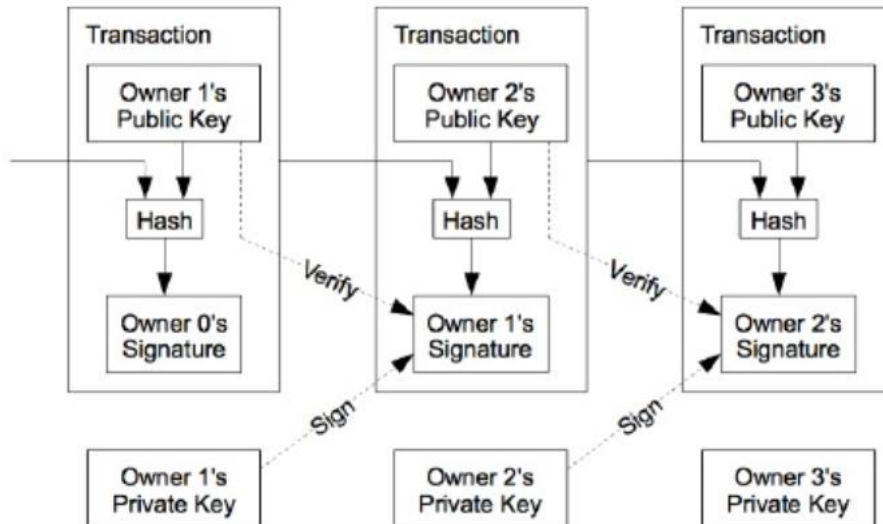 Transaction
Transaction
Transaction
Owner 1's
Public Key
Owner 2's
Public Key
Owner 3's
Public Key
Hash
Hash
Hash
Verify
Verify
Owner 0's
Signature
Owner 1's
Signature
Owner 2's
Signature
Sign
Sign
Owner 1's
Private Key
Owner 2's
Private Key
Owner 3's
Private Key